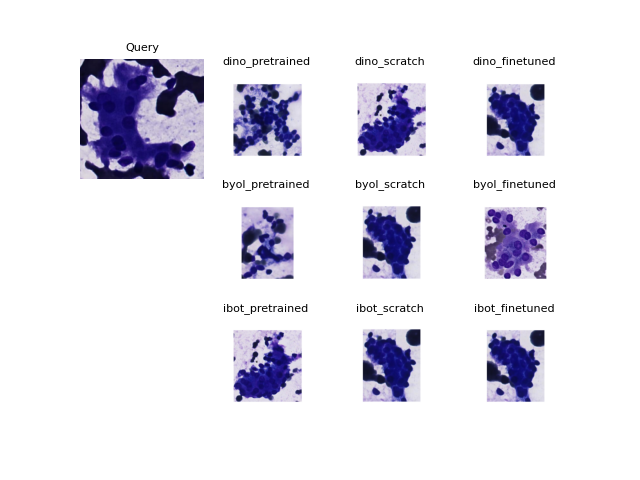 Query
dino_pretrained
dino_scratch
dino_finetuned
byol_pretrained
byol_scratch
byol_finetuned
ibot_pretrained
ibot_scratch
ibot_finetuned